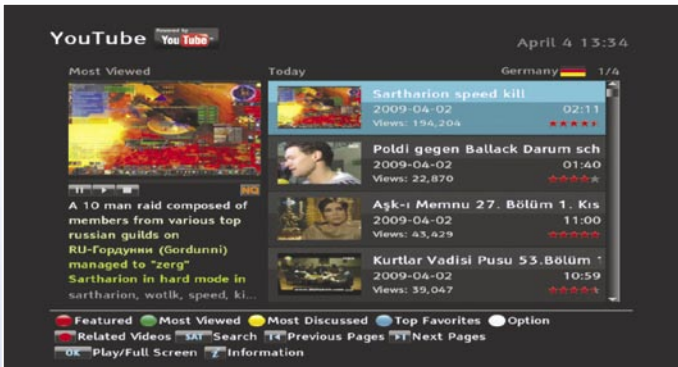 YouTube Powered by YouTube
April 4 13:34
Most Viewed Today Germany 1/4
Sartharion speed kill
2009-04-02 02:11
Views: 194,204
Poldi gegen Ballack Darum sch
2009-04-02 01:40
Views: 22,870
Aşk-ı Memnu 27. Bölüm 1. Kıs
2009-04-02 11:00
Views: 43,429
Kurtlar Vadisi Pusu 53.Bölüm
2009-04-02 10:59
Views: 39,047
NQ
A 10 man raid composed of
members from various top
russian guilds on
RU-Гордунни (Gordunni)
managed to "zerg"
Sartharion in hard mode in
sartharion, wotlk, speed, ki...
Featured Most Viewed Most Discussed Top Favorites Option
Related Videos SAT Search Previous Pages Next Pages
OK Play/Full Screen Information